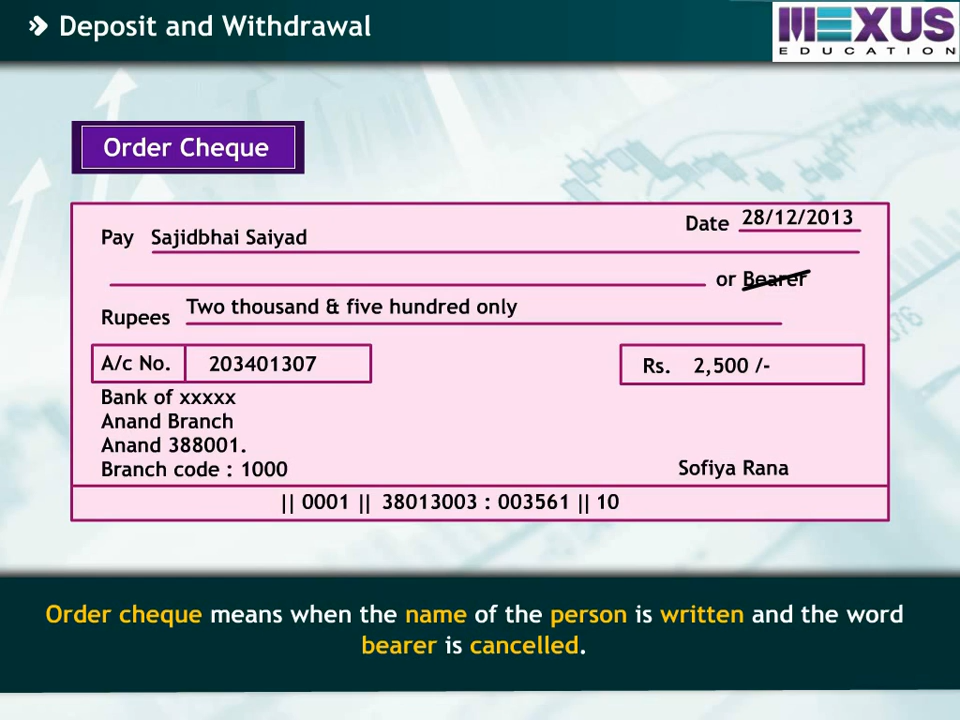 Deposit and Withdrawal
MEXUS
EDUCATION
Order Cheque
Date 28/12/2013
Pay Sajidbhai Saiyad
or Bearer
Rupees Two thousand & five hundred only
A/c No. 203401307
Rs. 2,500 /-
Bank of xxxxx
Anand Branch
Anand 388001.
Branch code : 1000
Sofiya Rana
|| 0001 || 38013003 : 003561 || 10
Order cheque means when the name of the person is written and the word
bearer is cancelled.